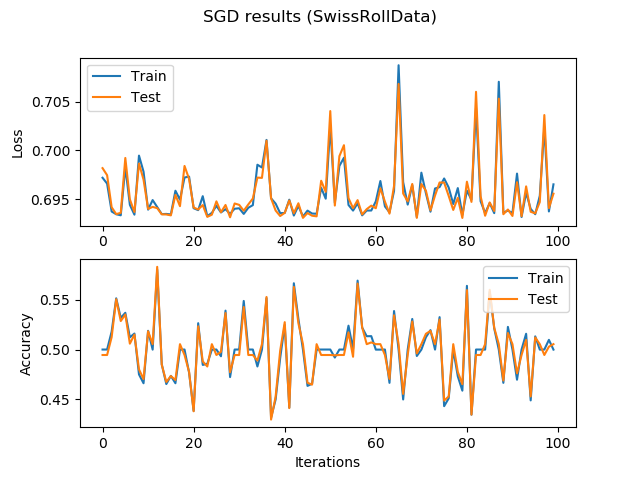 SGD results (SwissRollData)
Train
Test
Loss
0.705
0.700
0.695
0 20 40 60 80 100
Train
Test
Accuracy
0.55
0.50
0.45
0 20 40 60 80 100
Iterations